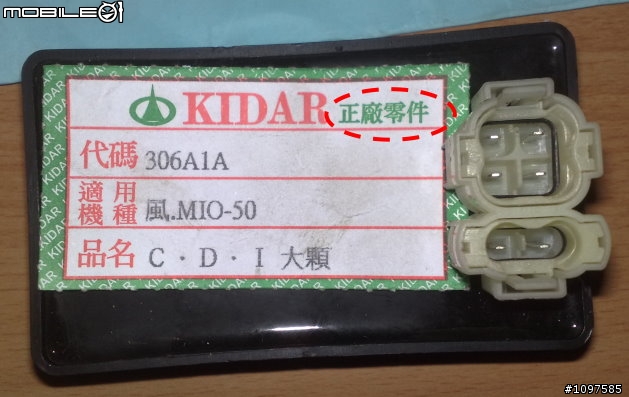 MOBILE01
KIDAR 正廠零件
代碼 306A1A
適用機種 風.MIO-50
品名 C·D·I 大顆
#1097585